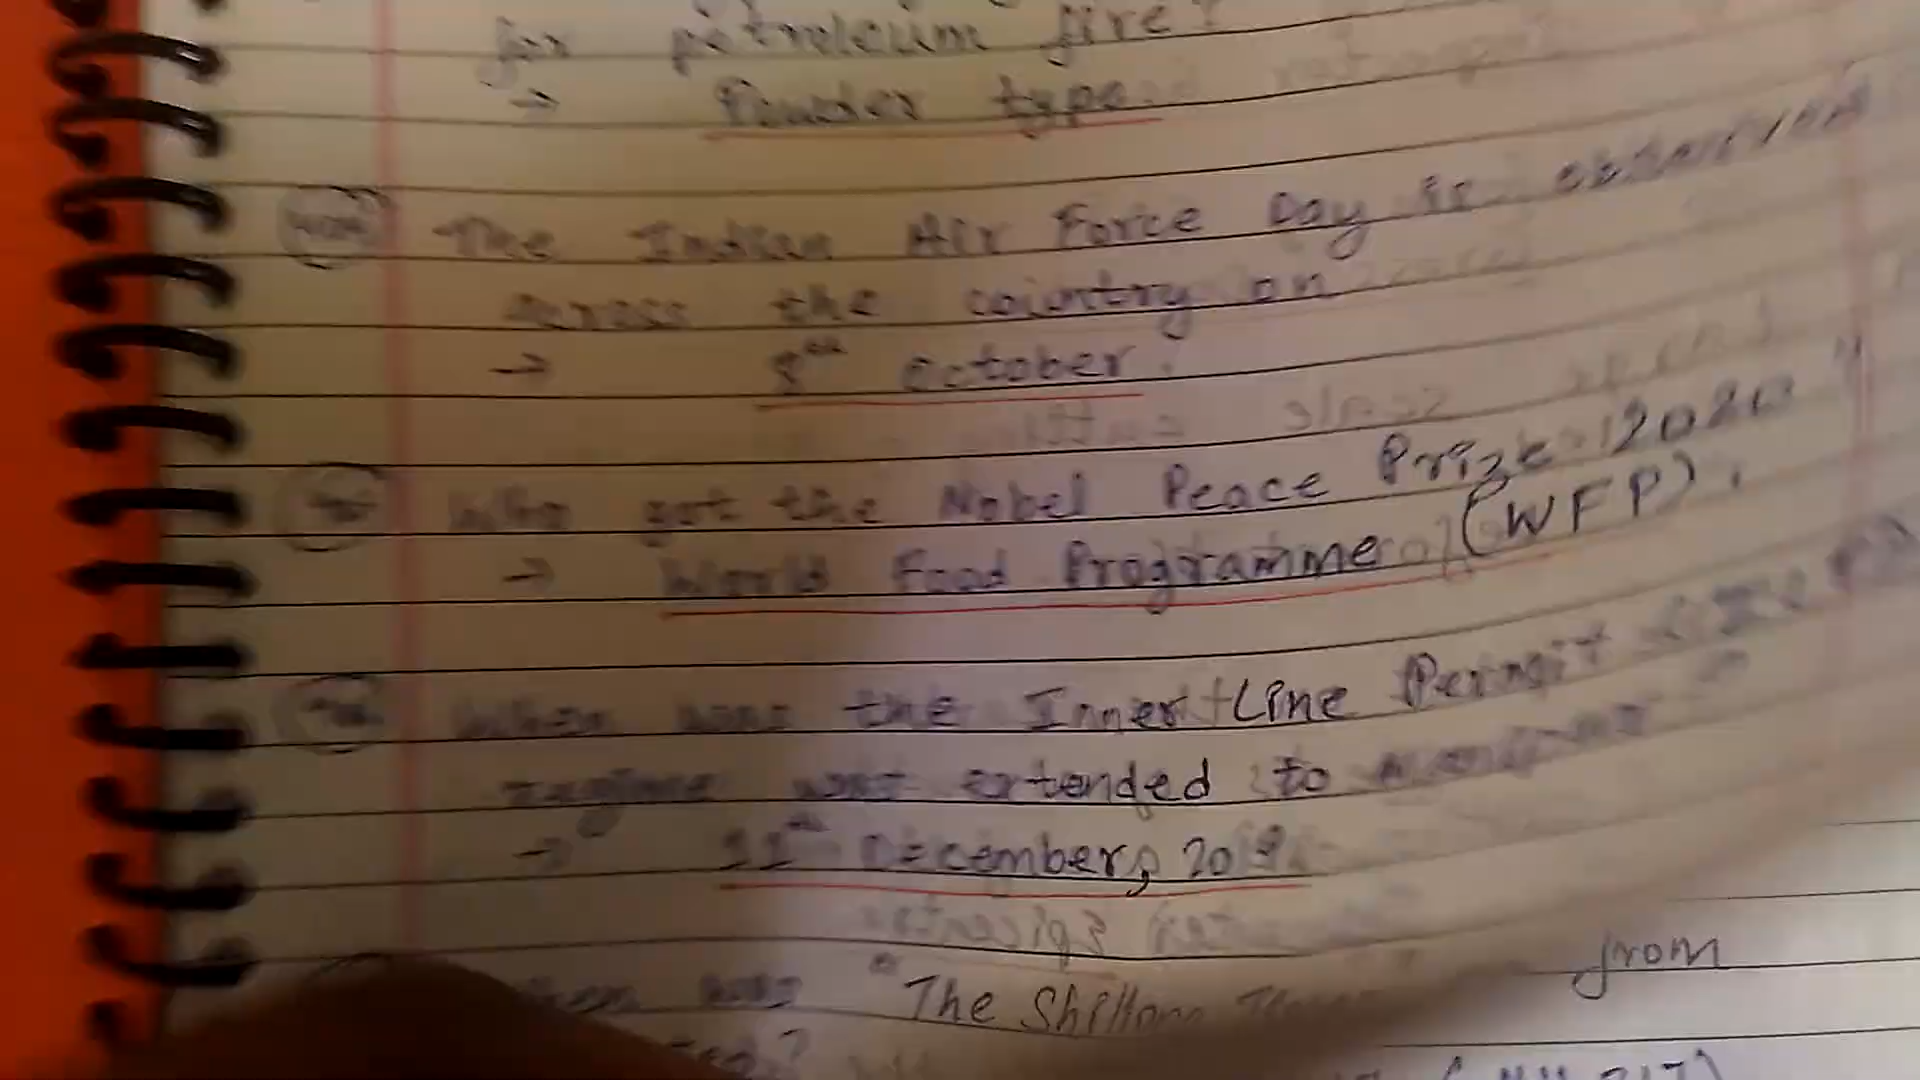 for petroleum fire?
→ Powder type.
The Indian Air Force Day is observed
across the country on
→ 8th October.
Who got the Nobel Peace Prize 2020
→ World Food Programme (WFP).
When was the Inner Line Permit
regime was extended to manipur ?
→ 11th December, 2019
was "The Shillong from